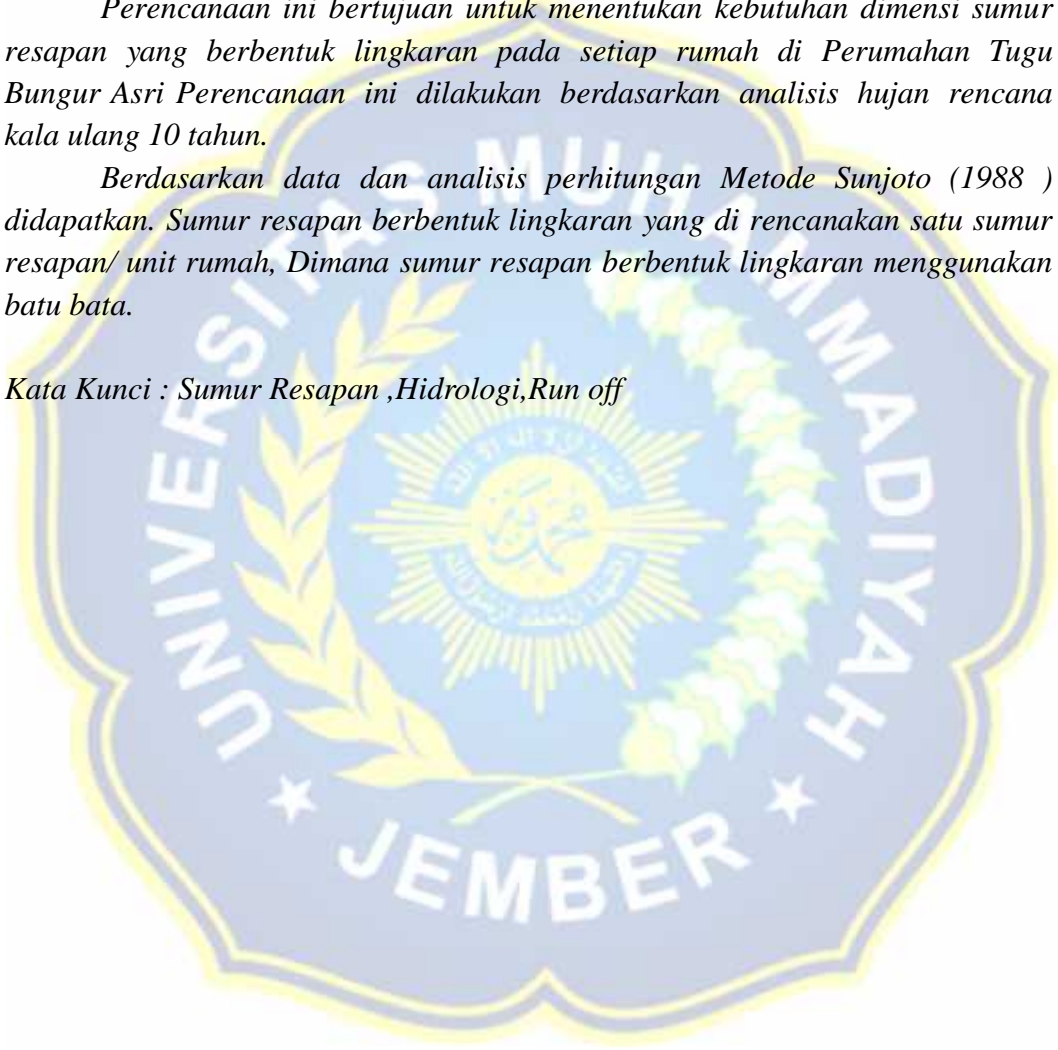 Perencanaan ini bertujuan untuk menentukan kebutuhan dimensi sumur
resapan yang berbentuk lingkaran pada setiap rumah di Perumahan Tugu
Bungur Asri Perencanaan ini dilakukan berdasarkan analisis hujan rencana
kala ulang 10 tahun.
Berdasarkan data dan analisis perhitungan Metode Sunjoto (1988 )
didapatkan. Sumur resapan berbentuk lingkaran yang di rencanakan satu sumur
resapan/ unit rumah, Dimana sumur resapan berbentuk lingkaran menggunakan
batu bata.
Kata Kunci : Sumur Resapan ,Hidrologi,Run off
UNIVERSITAS MUHAMMADIYAH
JEMBER